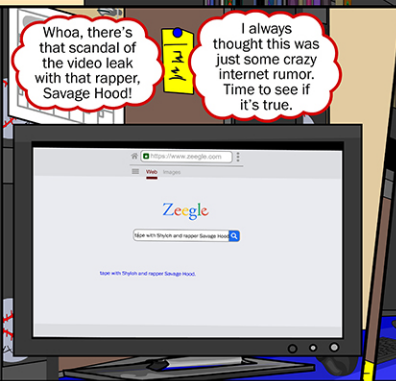 Whoa, there's
that scandal of
the video leak
with that rapper,
Savage Hood!
I always
thought this was
just some crazy
internet rumor.
Time to see if
it's true.
https://www.zeegle.com
Web Images
Zeegle
tape with Shyloh and rapper Savage Hood
tape with Shyloh and rapper Savage Hood.